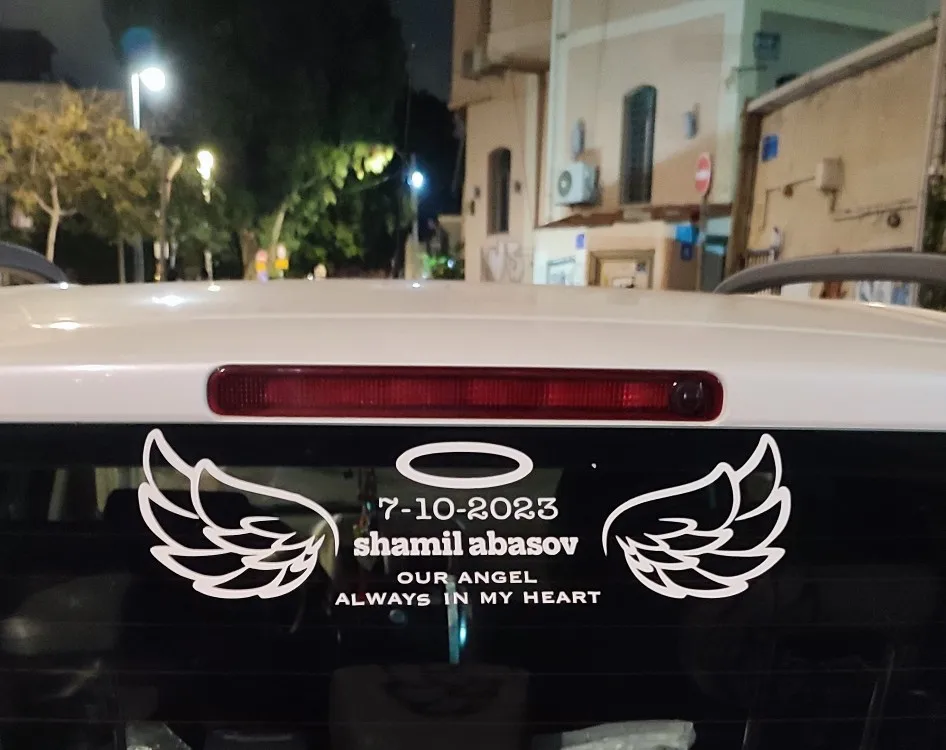 7-10-2023
shamil abasov
OUR ANGEL
ALWAYS IN MY HEART